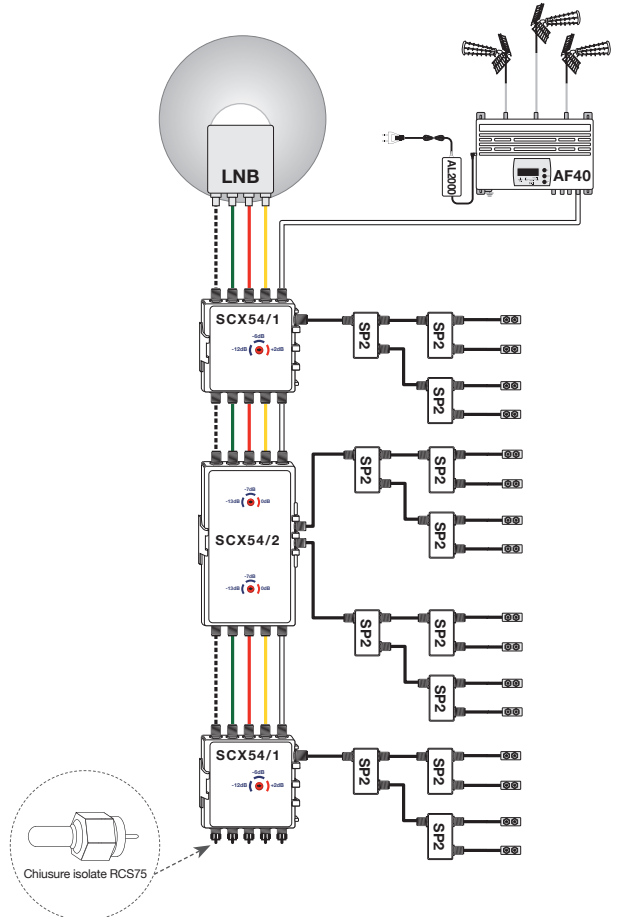 LNB
AL2000
AF40
SCX54/1
-6dB
-12dB
+2dB
SP2
SP2
SP2
-7dB
-13dB
0dB
SCX54/2
-7dB
-13dB
0dB
SP2
SP2
SP2
SP2
SP2
SP2
SCX54/1
-6dB
-12dB
+2dB
SP2
SP2
SP2
Chiusure isolate RCS75